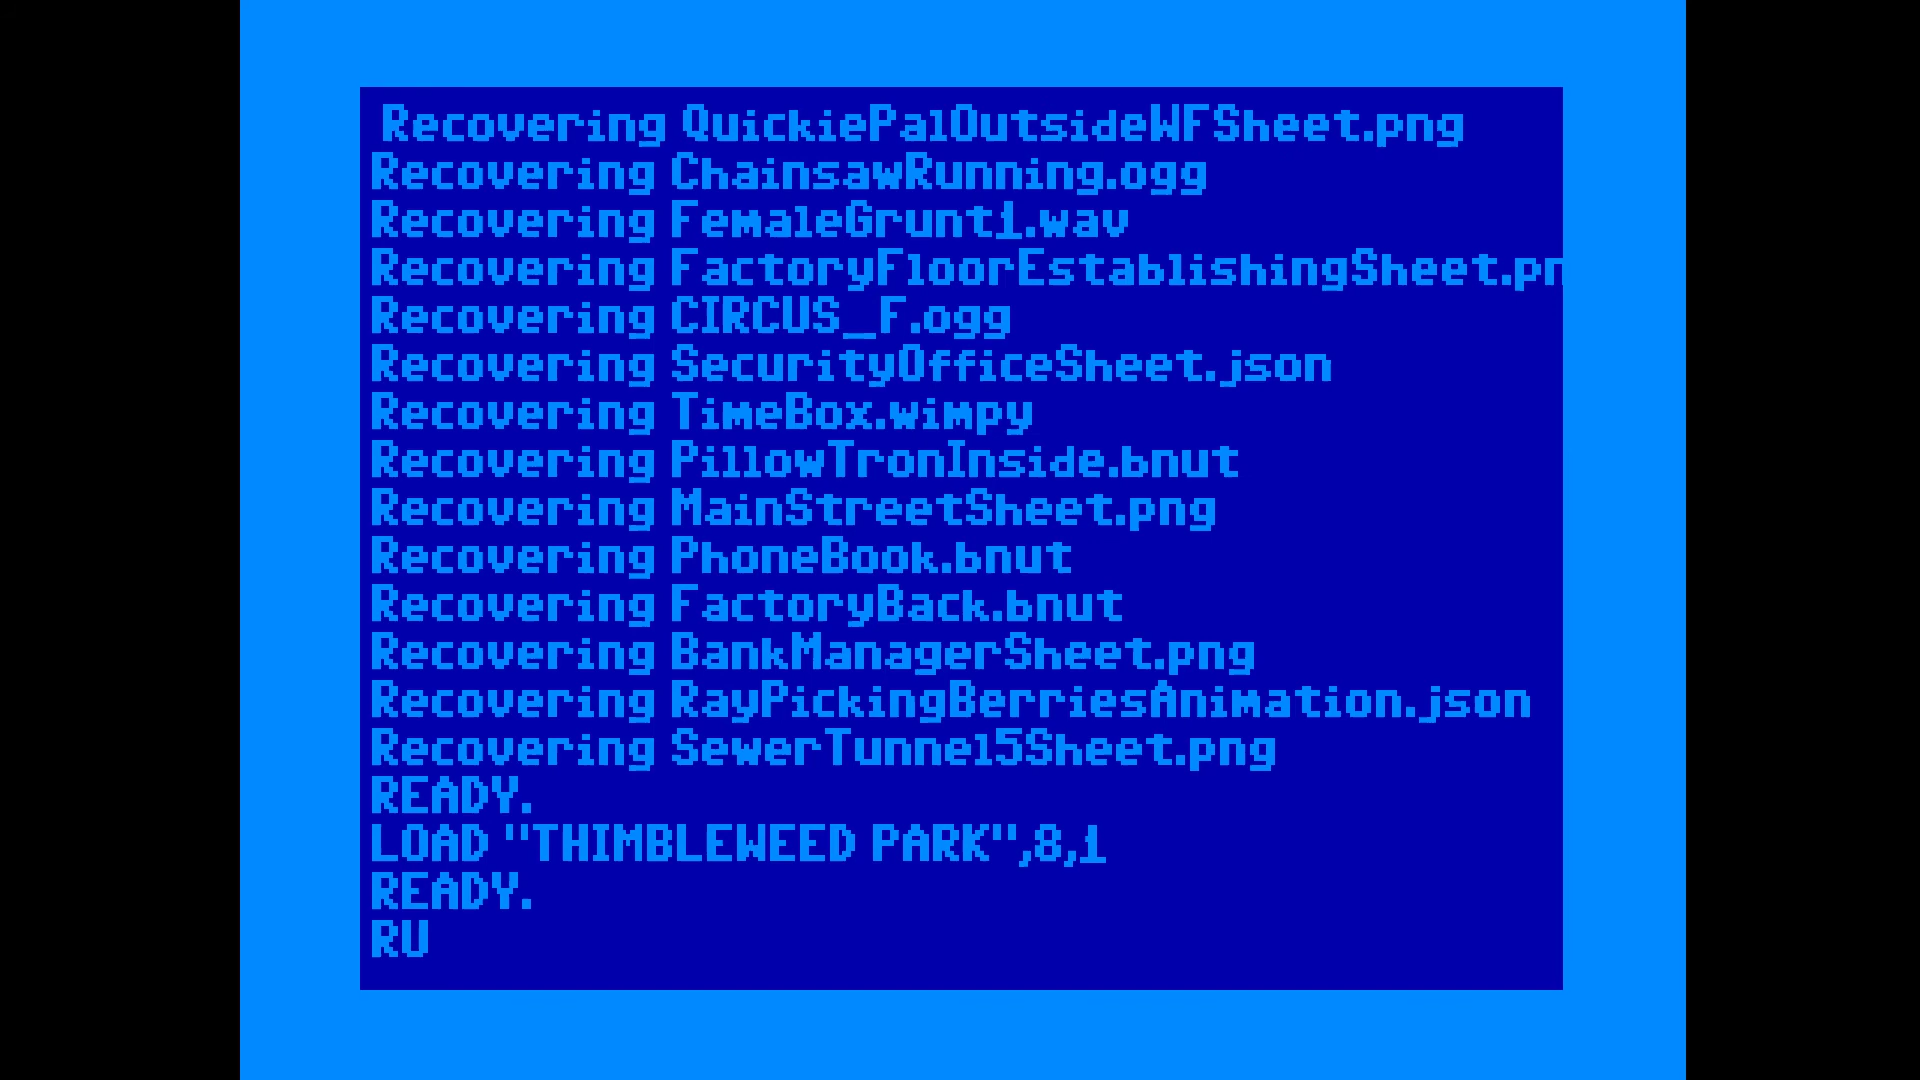 Recovering QuickiePalOutsideWFSheet.png
Recovering ChainsawRunning.ogg
Recovering FemaleGrunt1.wav
Recovering FactoryFloorEstablishingSheet.pn
Recovering CIRCUS_F.ogg
Recovering SecurityOfficeSheet.json
Recovering TimeBox.wimpy
Recovering PillowTronInside.bnut
Recovering MainStreetSheet.png
Recovering PhoneBook.bnut
Recovering FactoryBack.bnut
Recovering BankManagerSheet.png
Recovering RayPickingBerriesAnimation.json
Recovering SewerTunnel5Sheet.png
READY.
LOAD "THIMBLEWEED PARK",8,1
READY.
RU